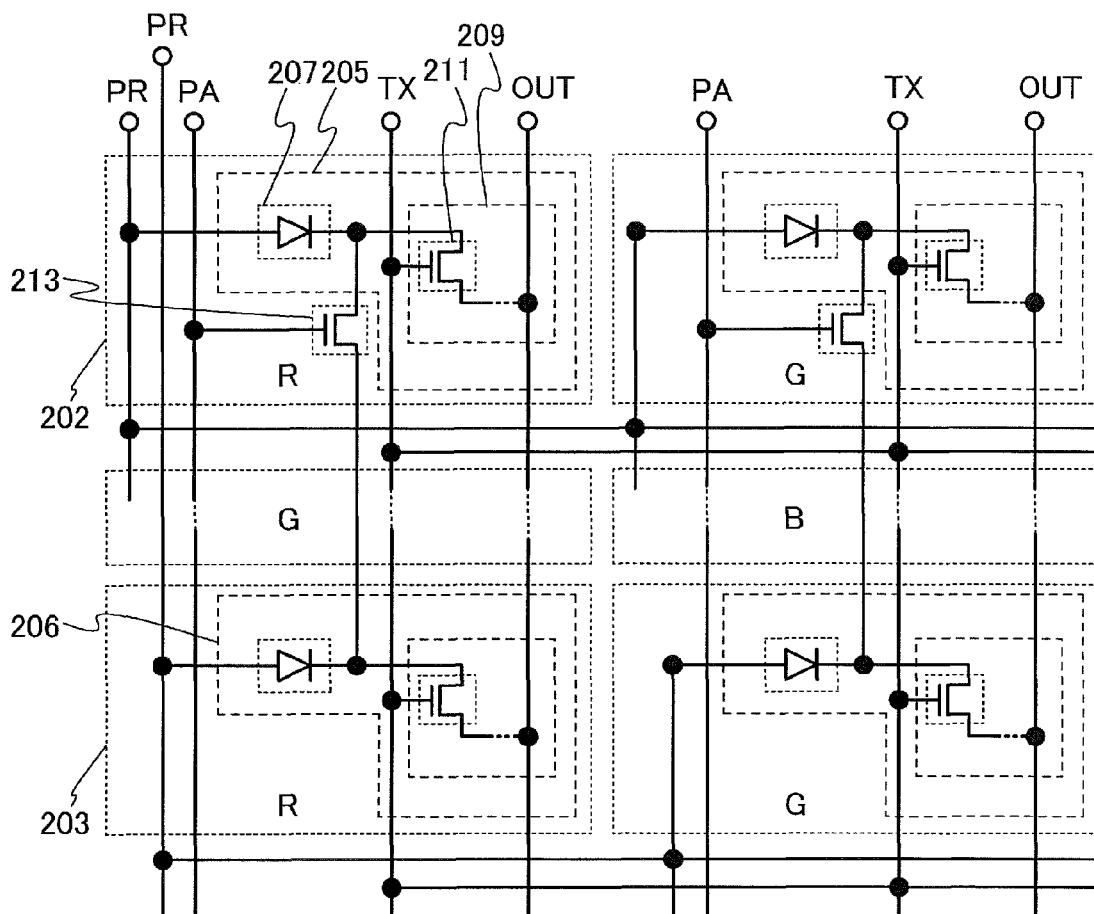 PR
209
207 205 211
PR PA TX OUT PA TX OUT
213
R G
202
G B
206
R G
203